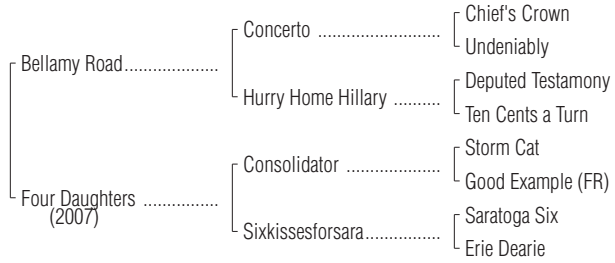 Chief's Crown
Concerto ..........................
Undeniably
Bellamy Road....................
Deputed Testamony
Hurry Home Hillary ..........
Ten Cents a Turn
Storm Cat
Consolidator ....................
Good Example (FR)
Four Daughters ................
(2007)
Saratoga Six
Sixkissesforsara................
Erie Dearie